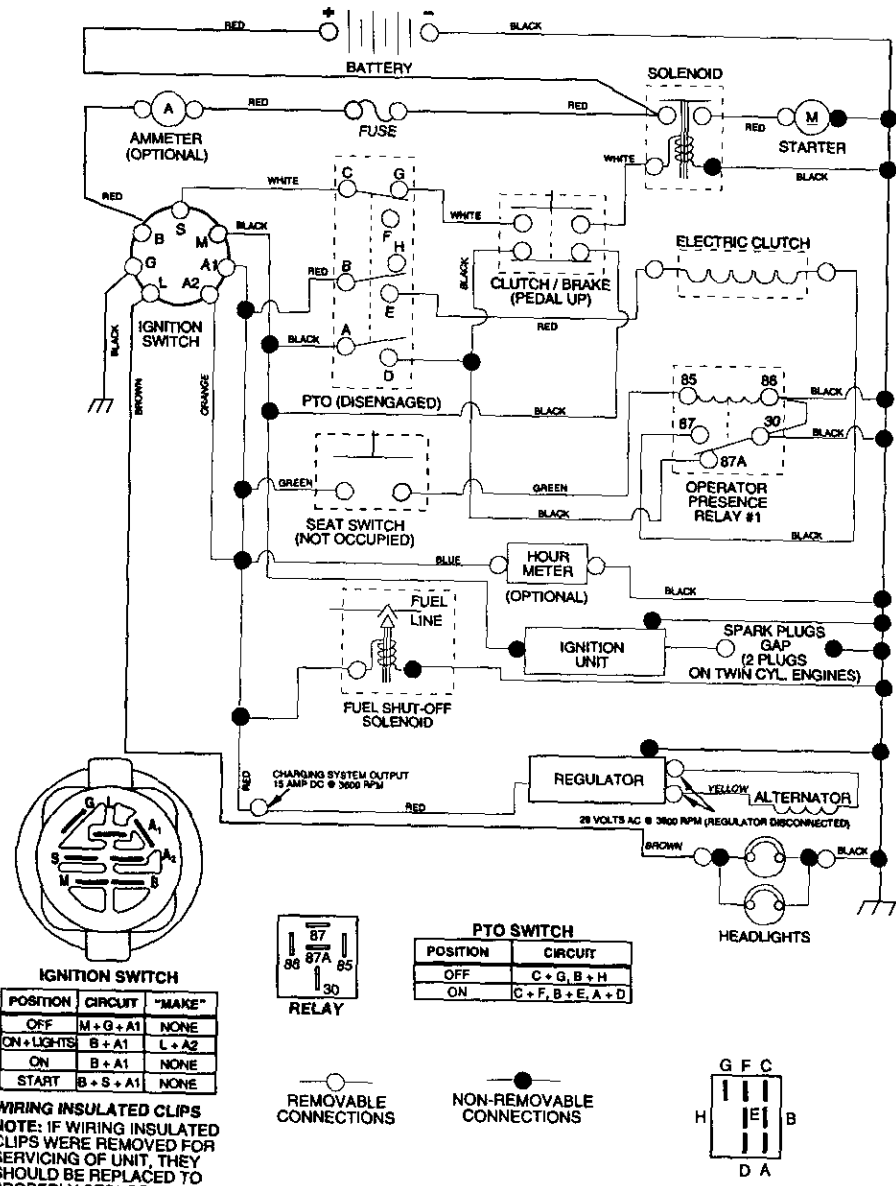 +
-
RED
BLACK
BATTERY
SOLENOID
A
RED
RED
RED
M
AMMETER
(OPTIONAL)
FUSE
STARTER
WHITE
BLACK
RED
WHITE
C
G
S
BLACK
WHITE
F
B
M
H
G
A1
RED
B
BLACK
CLUTCH / BRAKE
(PEDAL UP)
ELECTRIC CLUTCH
L
A2
E
RED
IGNITION
SWITCH
BLACK
A
BLACK
D
BROWN
ORANGE
PTO (DISENGAGED)
BLACK
85
86
BLACK
87
30
BLACK
87A
GREEN
GREEN
OPERATOR
PRESENCE
RELAY #1
SEAT SWITCH
(NOT OCCUPIED)
BLACK
BLACK
BLUE
HOUR
METER
(OPTIONAL)
BLACK
FUEL
LINE
IGNITION
UNIT
SPARK PLUGS
GAP
(2 PLUGS
ON TWIN CYL. ENGINES)
FUEL SHUT-OFF
SOLENOID
RED
CHARGING SYSTEM OUTPUT
15 AMP DC @ 3600 RPM
RED
REGULATOR
YELLOW
ALTERNATOR
28 VOLTS AC @ 3600 RPM (REGULATOR DISCONNECTED)
BROWN
BLACK
HEADLIGHTS
G
L
A1
A2
S
M
B
IGNITION SWITCH
POSITION CIRCUIT "MAKE"
OFF M+G+A1 NONE
ON+LIGHTS B+A1 L+A2
ON B+A1 NONE
START B+S+A1 NONE
87
86
87A
85
30
RELAY
PTO SWITCH
POSITION CIRCUIT
OFF C+G, B+H
ON C+F, B+E, A+D
REMOVABLE
CONNECTIONS
NON-REMOVABLE
CONNECTIONS
G F C
H
E
B
D A
WIRING INSULATED CLIPS
NOTE: IF WIRING INSULATED
CLIPS WERE REMOVED FOR
SERVICING OF UNIT, THEY
SHOULD BE REPLACED TO